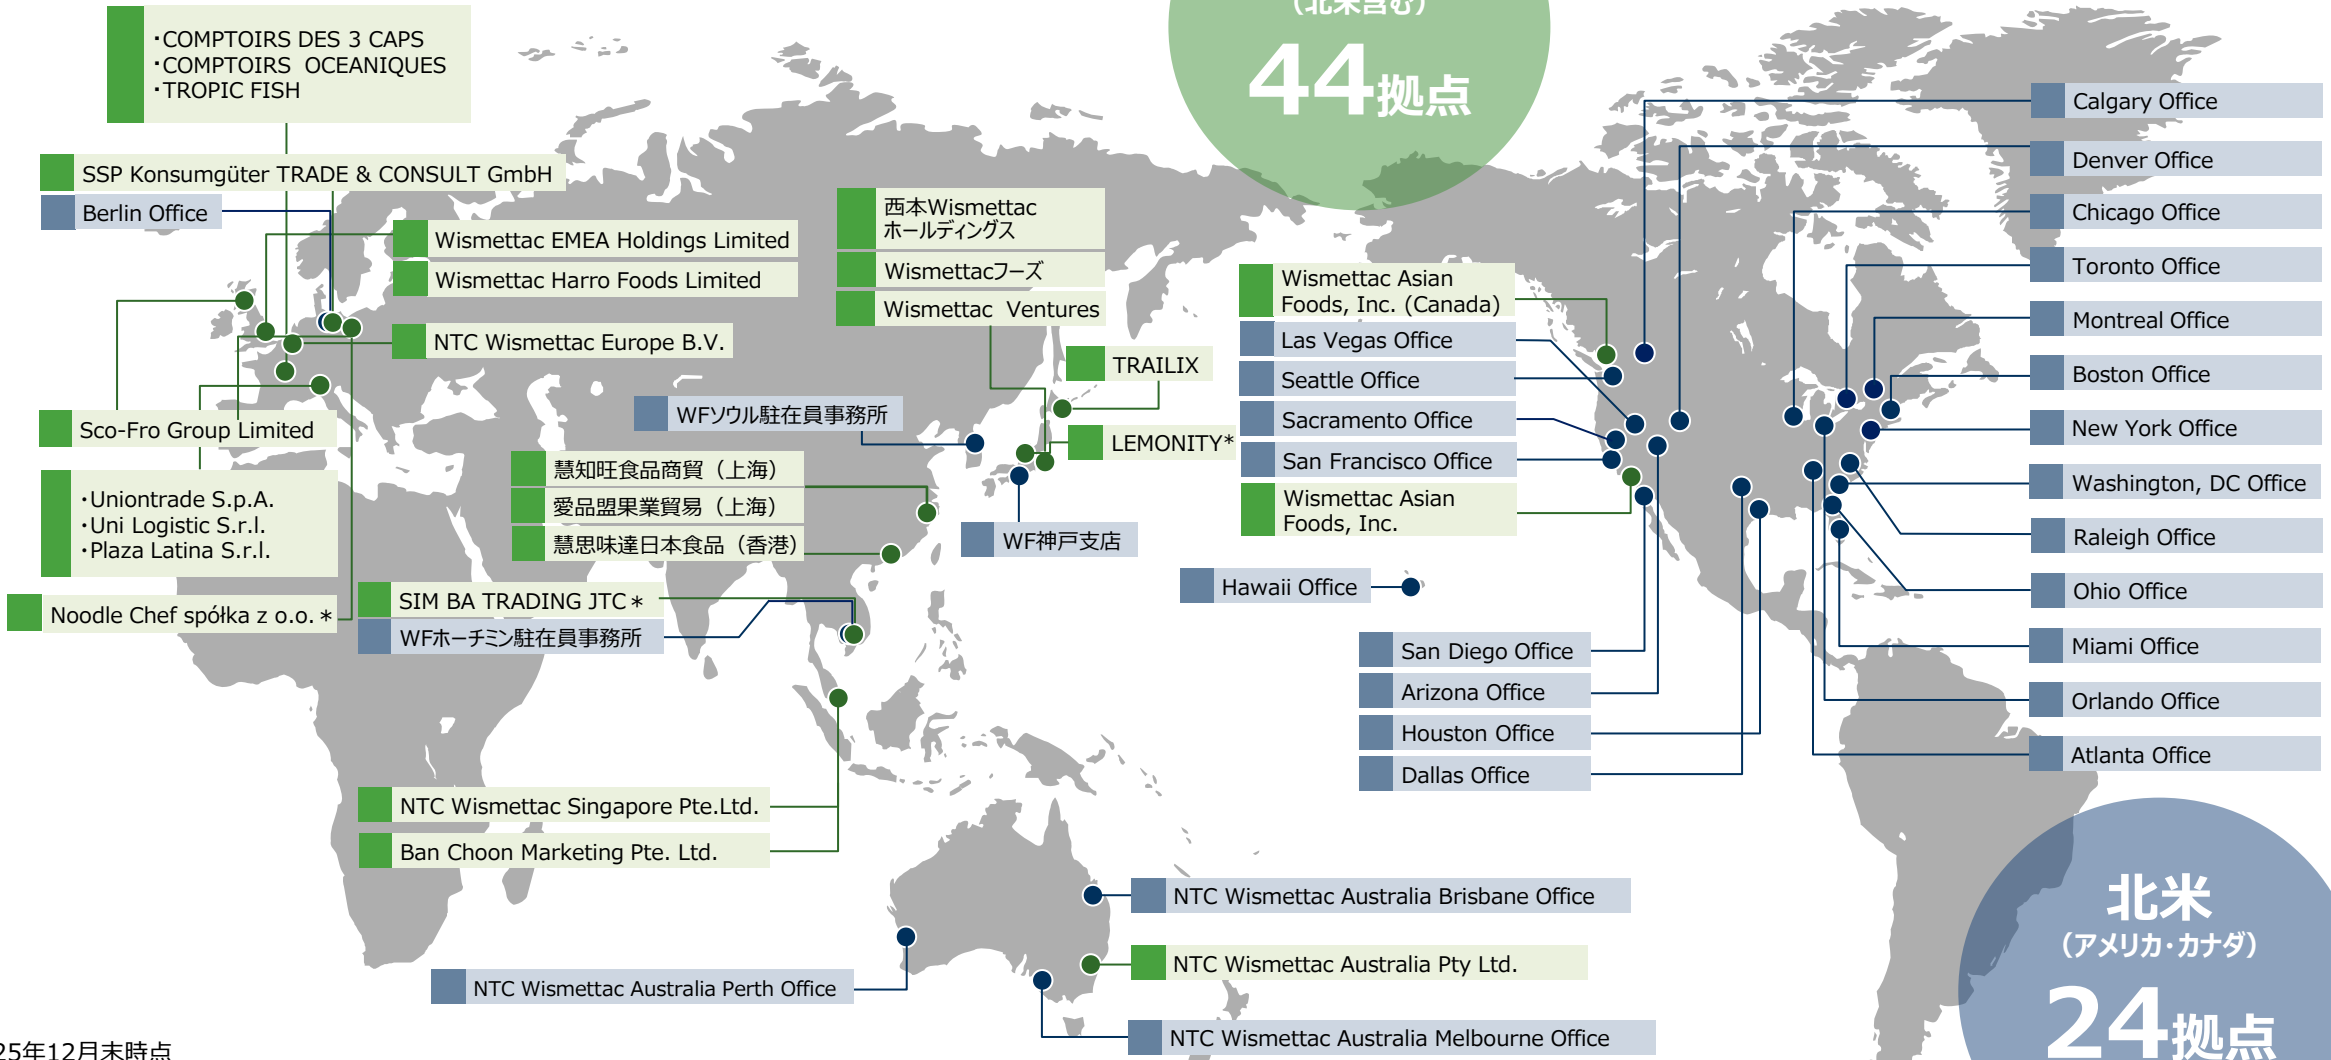 ・COMPTOIRS DES 3 CAPS
・COMPTOIRS OCEANIQUES
・TROPIC FISH
SSP Konsumgüter TRADE & CONSULT GmbH
Berlin Office
Wismettac EMEA Holdings Limited
Wismettac Harro Foods Limited
NTC Wismettac Europe B.V.
Sco-Fro Group Limited
・Uniontrade S.p.A.
・Uni Logistic S.r.l.
・Plaza Latina S.r.l.
Noodle Chef spółka z o.o.＊
西本Wismettac
ホールディングス
Wismettacフーズ
Wismettac Ventures
TRAILIX
LEMONITY*
WFソウル駐在員事務所
WF神戸支店
慧知旺食品商貿（上海）
愛品盟果業貿易（上海）
慧思味達日本食品（香港）
SIM BA TRADING JTC＊
WFホーチミン駐在員事務所
NTC Wismettac Singapore Pte.Ltd.
Ban Choon Marketing Pte. Ltd.
NTC Wismettac Australia Perth Office
NTC Wismettac Australia Brisbane Office
NTC Wismettac Australia Pty Ltd.
NTC Wismettac Australia Melbourne Office
（北米含む）
44拠点
Wismettac Asian
Foods, Inc. (Canada)
Las Vegas Office
Seattle Office
Sacramento Office
San Francisco Office
Wismettac Asian
Foods, Inc.
Hawaii Office
San Diego Office
Arizona Office
Houston Office
Dallas Office
Calgary Office
Denver Office
Chicago Office
Toronto Office
Montreal Office
Boston Office
New York Office
Washington, DC Office
Raleigh Office
Ohio Office
Miami Office
Orlando Office
Atlanta Office
北米
（アメリカ・カナダ）
24拠点
25年12月末時点